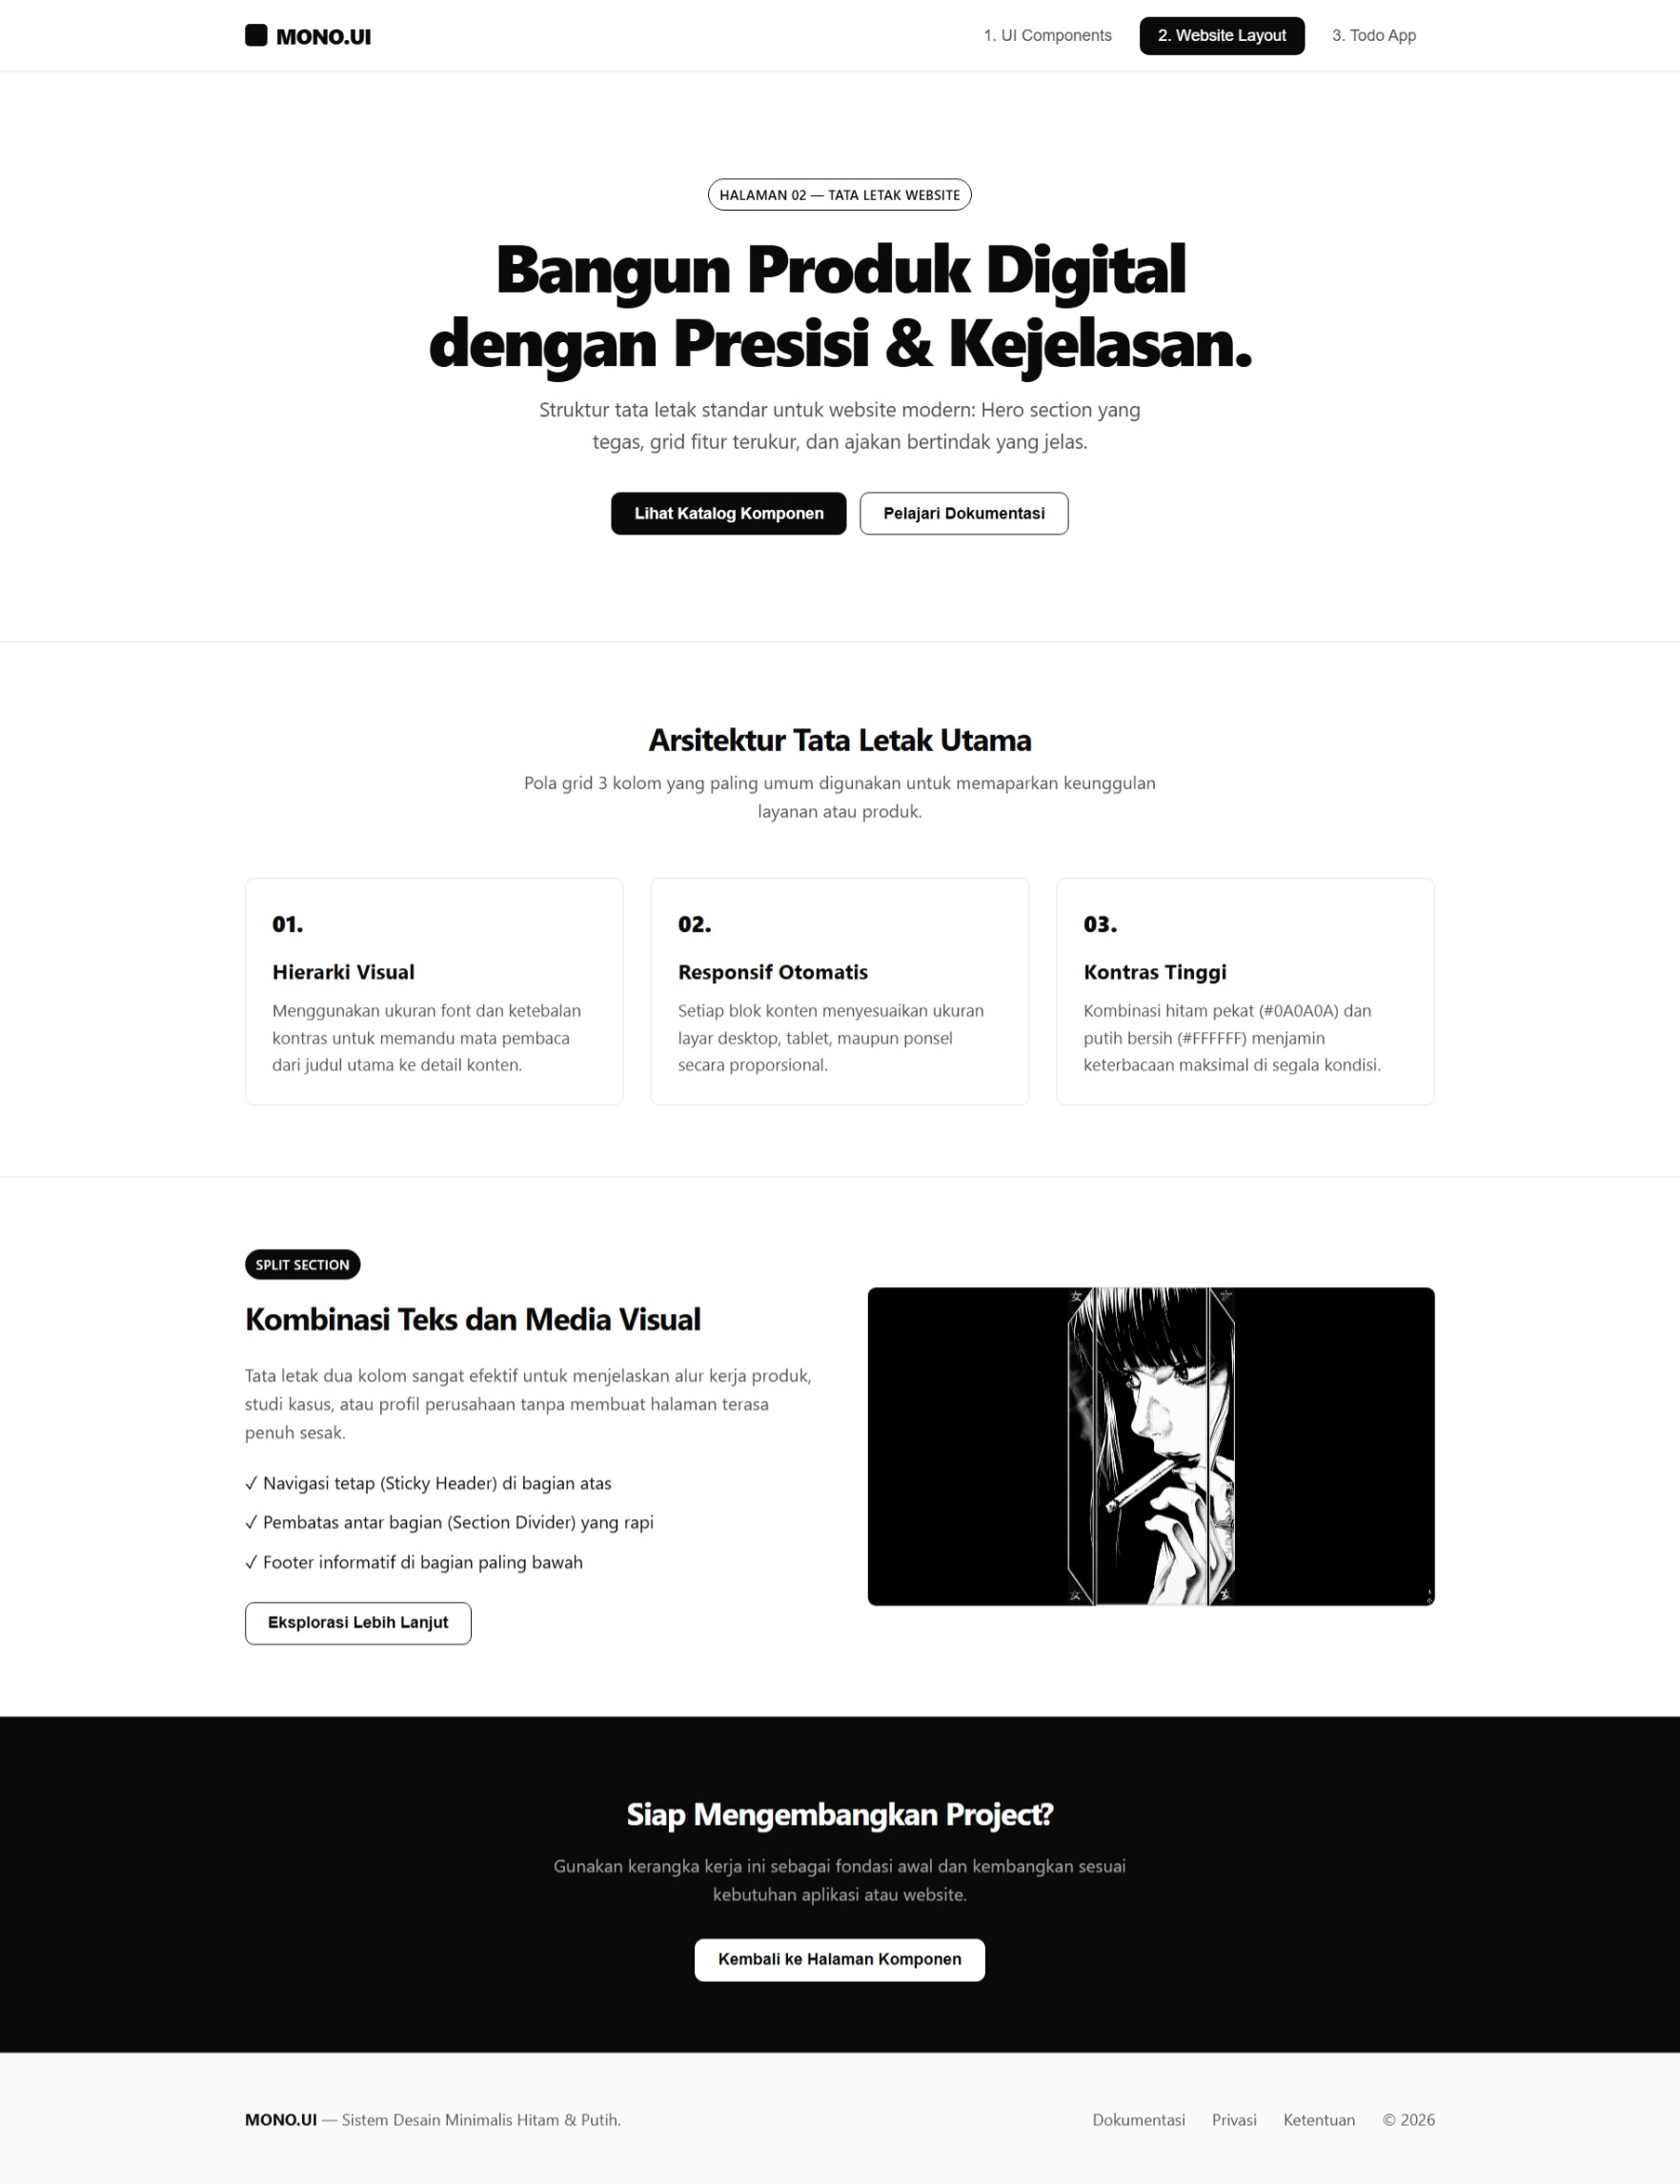 MONO.UI
1. UI Components
2. Website Layout
3. Todo App
HALAMAN 02 — TATA LETAK WEBSITE
Bangun Produk Digital
dengan Presisi & Kejelasan.
Struktur tata letak standar untuk website modern: Hero section yang
tegas, grid fitur terukur, dan ajakan bertindak yang jelas.
Lihat Katalog Komponen
Pelajari Dokumentasi
Arsitektur Tata Letak Utama
Pola grid 3 kolom yang paling umum digunakan untuk memaparkan keunggulan
layanan atau produk.
01.
Hierarki Visual
Menggunakan ukuran font dan ketebalan
kontras untuk memandu mata pembaca
dari judul utama ke detail konten.
02.
Responsif Otomatis
Setiap blok konten menyesuaikan ukuran
layar desktop, tablet, maupun ponsel
secara proporsional.
03.
Kontras Tinggi
Kombinasi hitam pekat (#0A0A0A) dan
putih bersih (#FFFFFF) menjamin
keterbacaan maksimal di segala kondisi.
SPLIT SECTION
Kombinasi Teks dan Media Visual
Tata letak dua kolom sangat efektif untuk menjelaskan alur kerja produk,
studi kasus, atau profil perusahaan tanpa membuat halaman terasa
penuh sesak.
✓ Navigasi tetap (Sticky Header) di bagian atas
✓ Pembatas antar bagian (Section Divider) yang rapi
✓ Footer informatif di bagian paling bawah
Eksplorasi Lebih Lanjut
女
Siap Mengembangkan Project?
Gunakan kerangka kerja ini sebagai fondasi awal dan kembangkan sesuai
kebutuhan aplikasi atau website.
Kembali ke Halaman Komponen
MONO.UI — Sistem Desain Minimalis Hitam & Putih.
Dokumentasi
Privasi
Ketentuan
© 2026